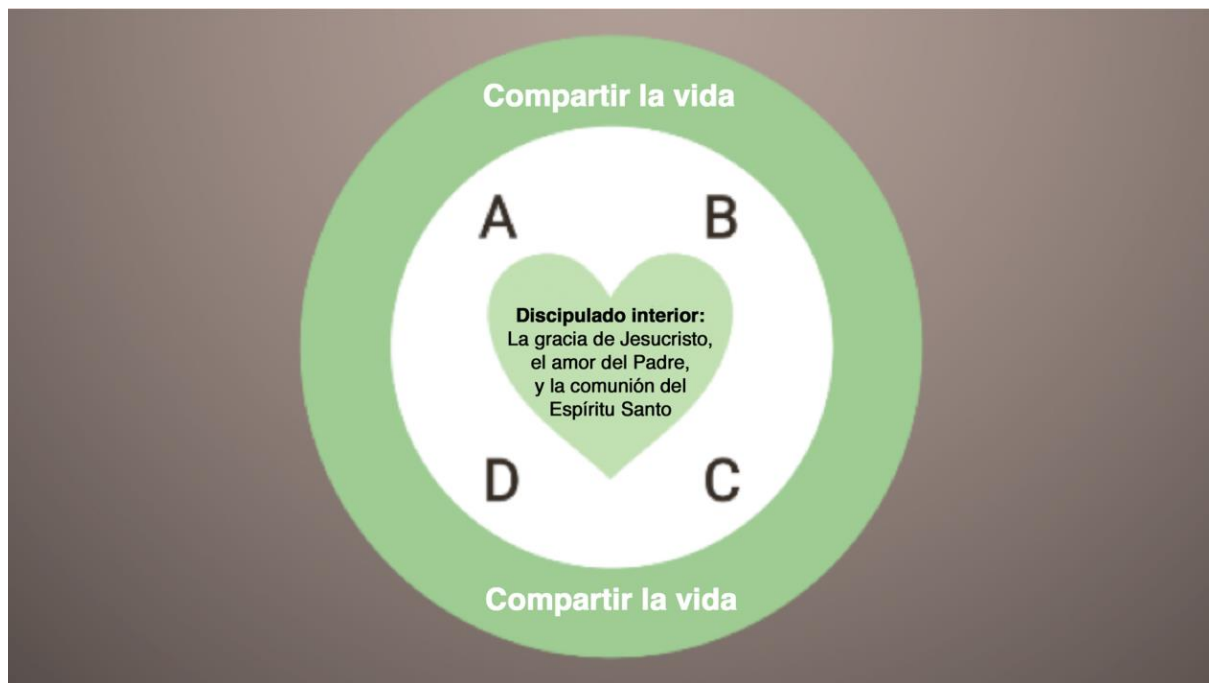 Compartir la vida
A B
Discipulado interior:
La gracia de Jesucristo,
el amor del Padre,
y la comunión del
Espíritu Santo
D C
Compartir la vida